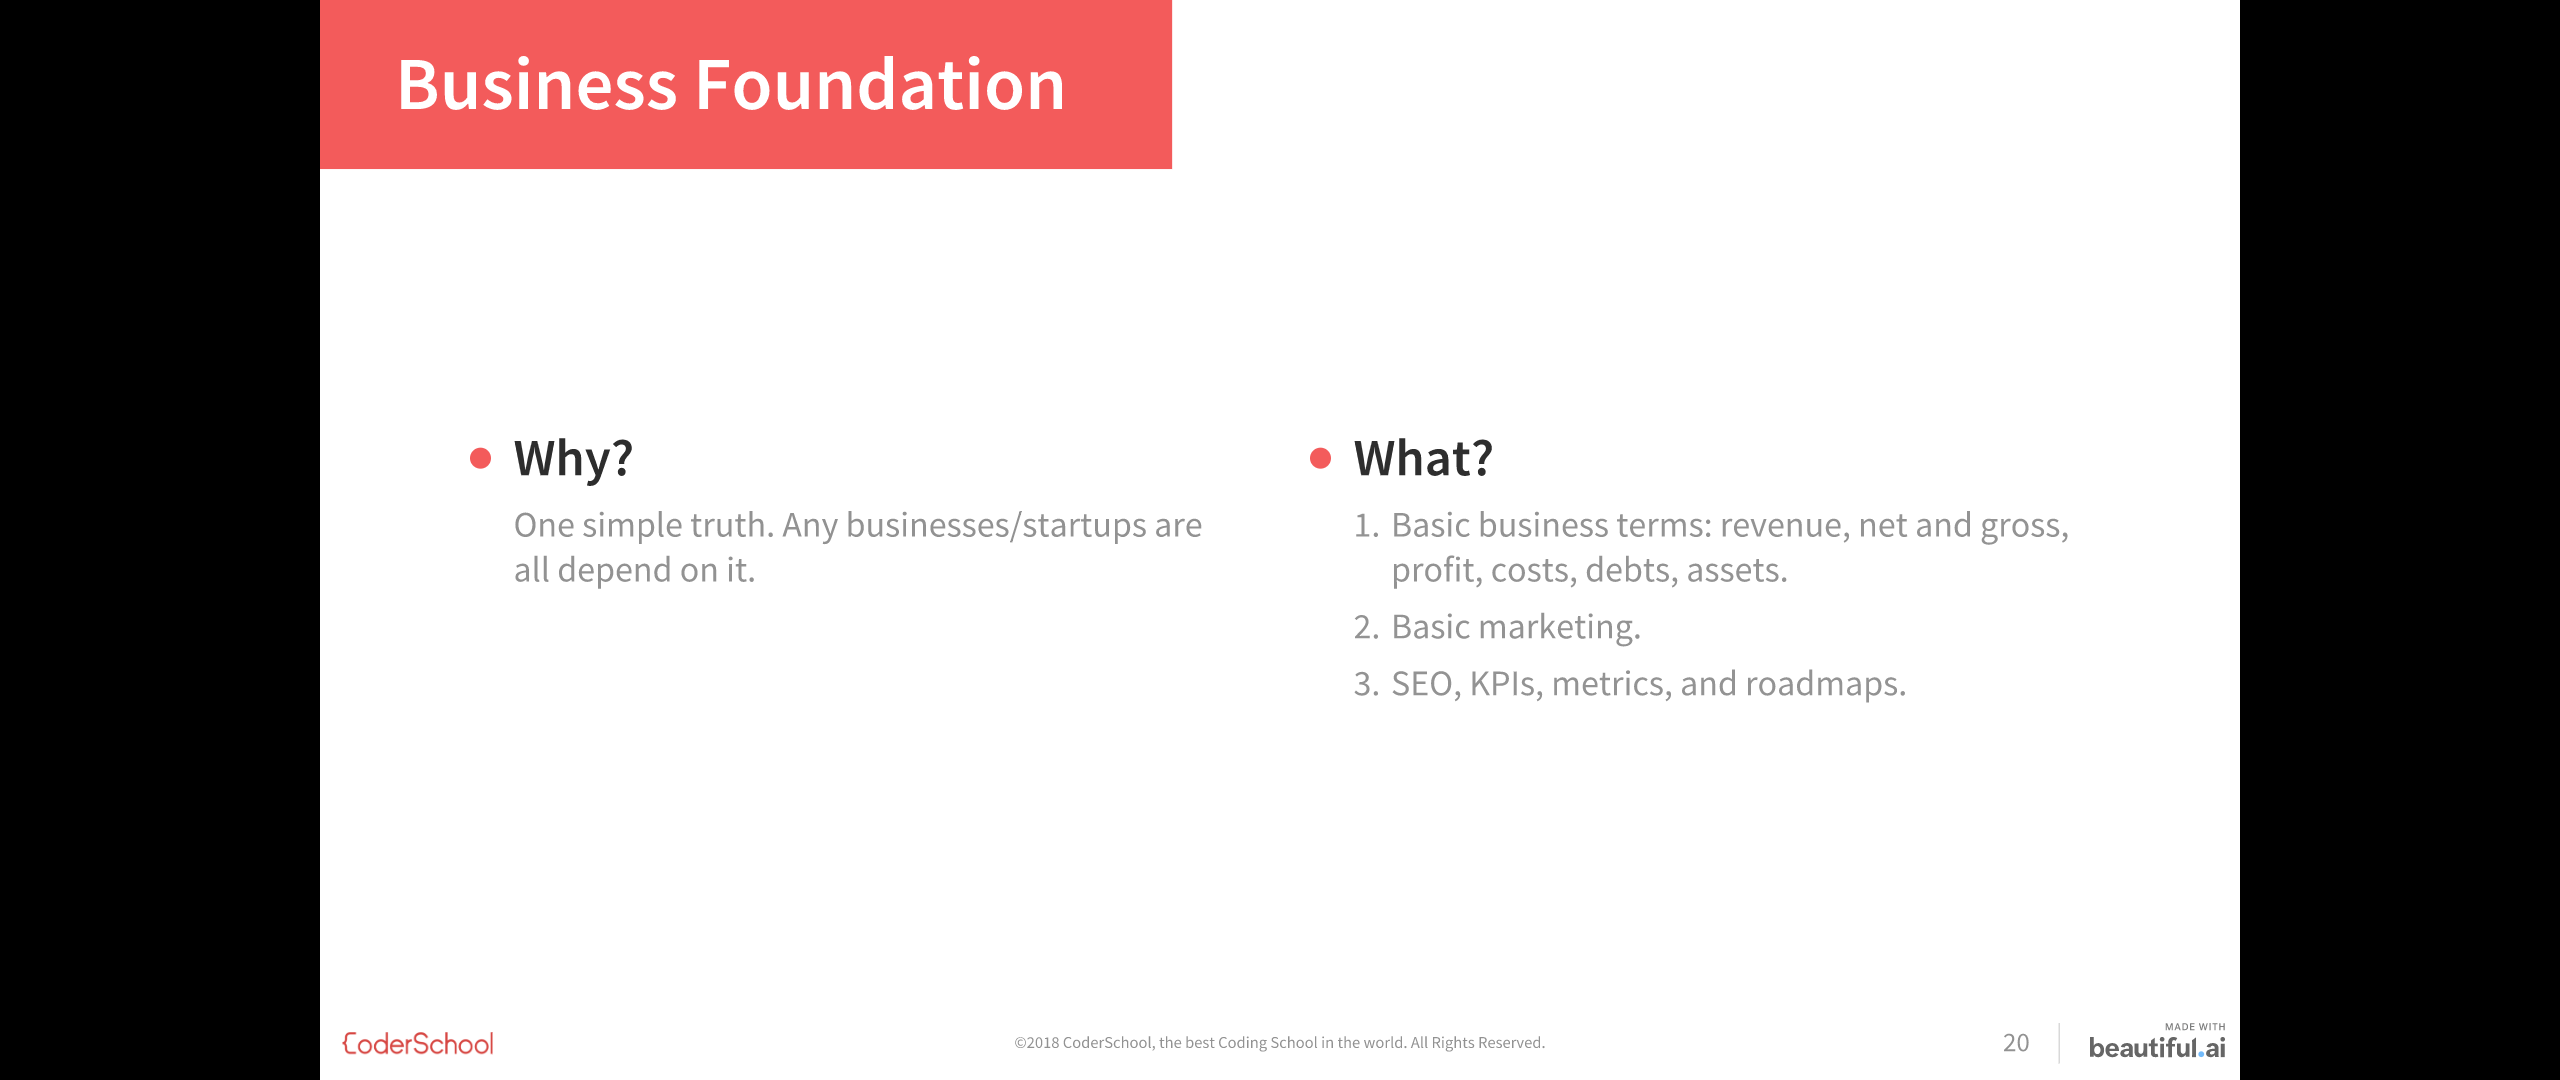 Business Foundation
Why?
One simple truth. Any businesses/startups are
all depend on it.
What?
1. Basic business terms: revenue, net and gross,
profit, costs, debts, assets.
2. Basic marketing.
3. SEO, KPIs, metrics, and roadmaps.
CoderSchool
©2018 CoderSchool, the best Coding School in the world. All Rights Reserved.
20
MADE WITH
beautiful.ai